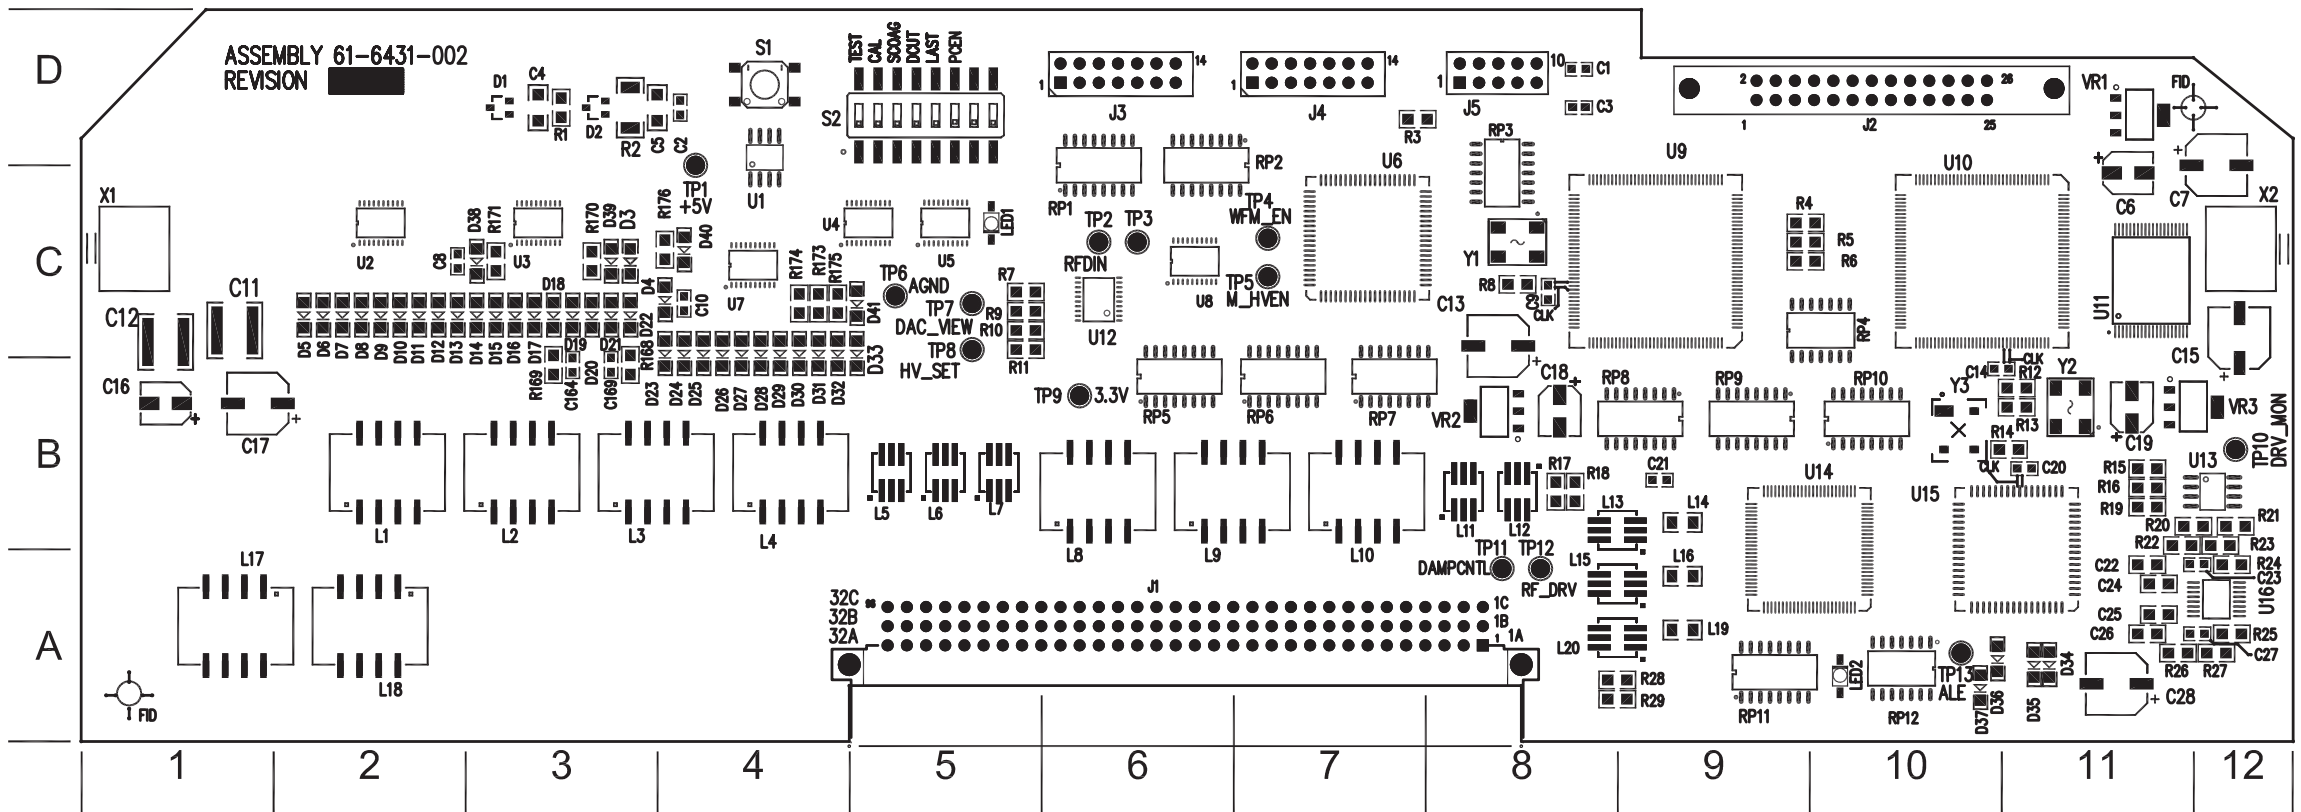 D
C
B
A
ASSEMBLY 61-6431-002
REVISION
D1
C4
R1
D2
R2
C5
C2
S1
S2
TEST
CAL
SCOAG
DCUT
LAST
PCEN
1
14
J3
1
14
J4
1
10
J5
C1
C3
R3
2
26
1
J2
25
VR1
FID
X1
TP1
+5V
U1
RP1
RP2
U6
RP3
U9
U10
C6
C7
X2
U2
C8
D38
R171
U3
R170
D39
D3
R176
D40
U7
R174
R173
R175
U4
U5
LED1
TP2
TP3
RFDIN
TP4
WFM_EN
TP5
M_HVEN
U8
U12
Y1
R8
C9
CLK
R4
R5
R6
RP4
U11
C12
C11
D18
D4
C10
D22
D41
TP6
AGND
TP7
DAC_VIEW
TP8
HV_SET
R7
R9
R10
R11
C13
C15
D5
D6
D7
D8
D9
D10
D11
D12
D13
D14
D15
D16
D17
D19
D21
R168
R169
C164
D20
C169
D23
D24
D25
D26
D27
D28
D29
D30
D31
D32
D33
C16
C17
TP9
3.3V
RP5
RP6
RP7
VR2
C18
RP8
RP9
RP10
Y3
C14
CLK
R12
R13
Y2
C19
VR3
TP10
DRV_MON
R14
CLK
C20
L1
L2
L3
L4
L5
L6
L7
L8
L9
L10
L11
L12
R17
R18
C21
L13
L14
U14
U15
R15
R16
R19
U13
R20
R21
R22
R23
L17
L18
TP11
DAMPCNTL
TP12
RF_DRV
L15
L16
L20
L19
C22
R24
C23
C24
U16
C25
C26
R25
C27
R26
R27
J1
32C
32B
32A
1C
1B
1
1A
R28
R29
RP11
LED2
RP12
TP13
ALE
D37
D36
D35
D34
C28
FID
1
2
3
4
5
6
7
8
9
10
11
12